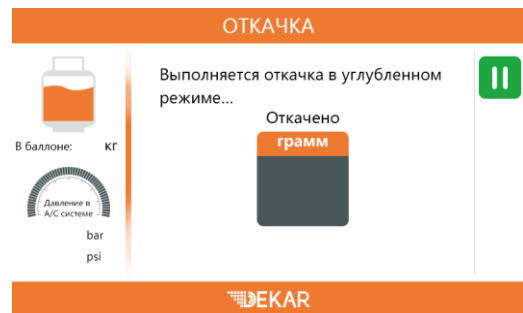 ОТКАЧКА
Выполняется откачка в углубленном
режиме...
Откачено
грамм
В баллоне: кг
Давление в
A/C системе
bar
psi
DEKAR